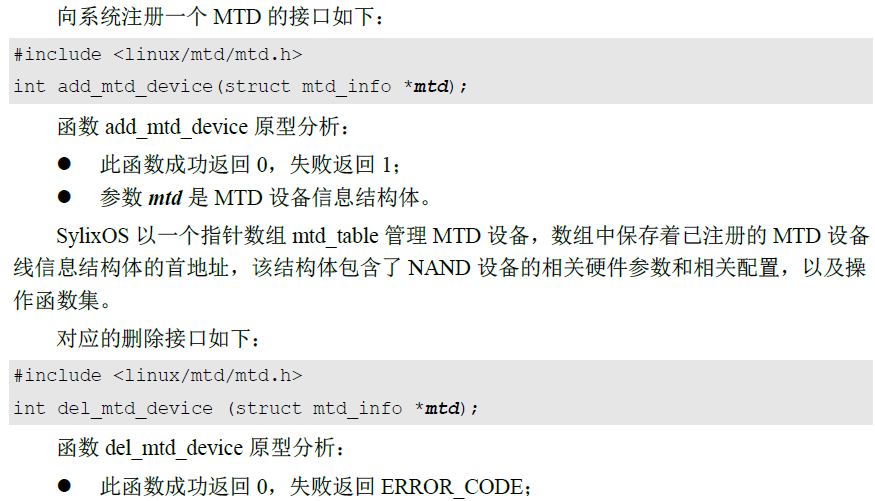 向系统注册一个 MTD 的接口如下：
#include <linux/mtd/mtd.h>
int add_mtd_device(struct mtd_info *mtd);
函数 add_mtd_device 原型分析：
● 此函数成功返回 0，失败返回 1；
● 参数 mtd 是 MTD 设备信息结构体。
SylixOS 以一个指针数组 mtd_table 管理 MTD 设备，数组中保存着已注册的 MTD 设备
线信息结构体的首地址，该结构体包含了 NAND 设备的相关硬件参数和相关配置，以及操
作函数集。
对应的删除接口如下：
#include <linux/mtd/mtd.h>
int del_mtd_device (struct mtd_info *mtd);
函数 del_mtd_device 原型分析：
● 此函数成功返回 0，失败返回 ERROR_CODE；